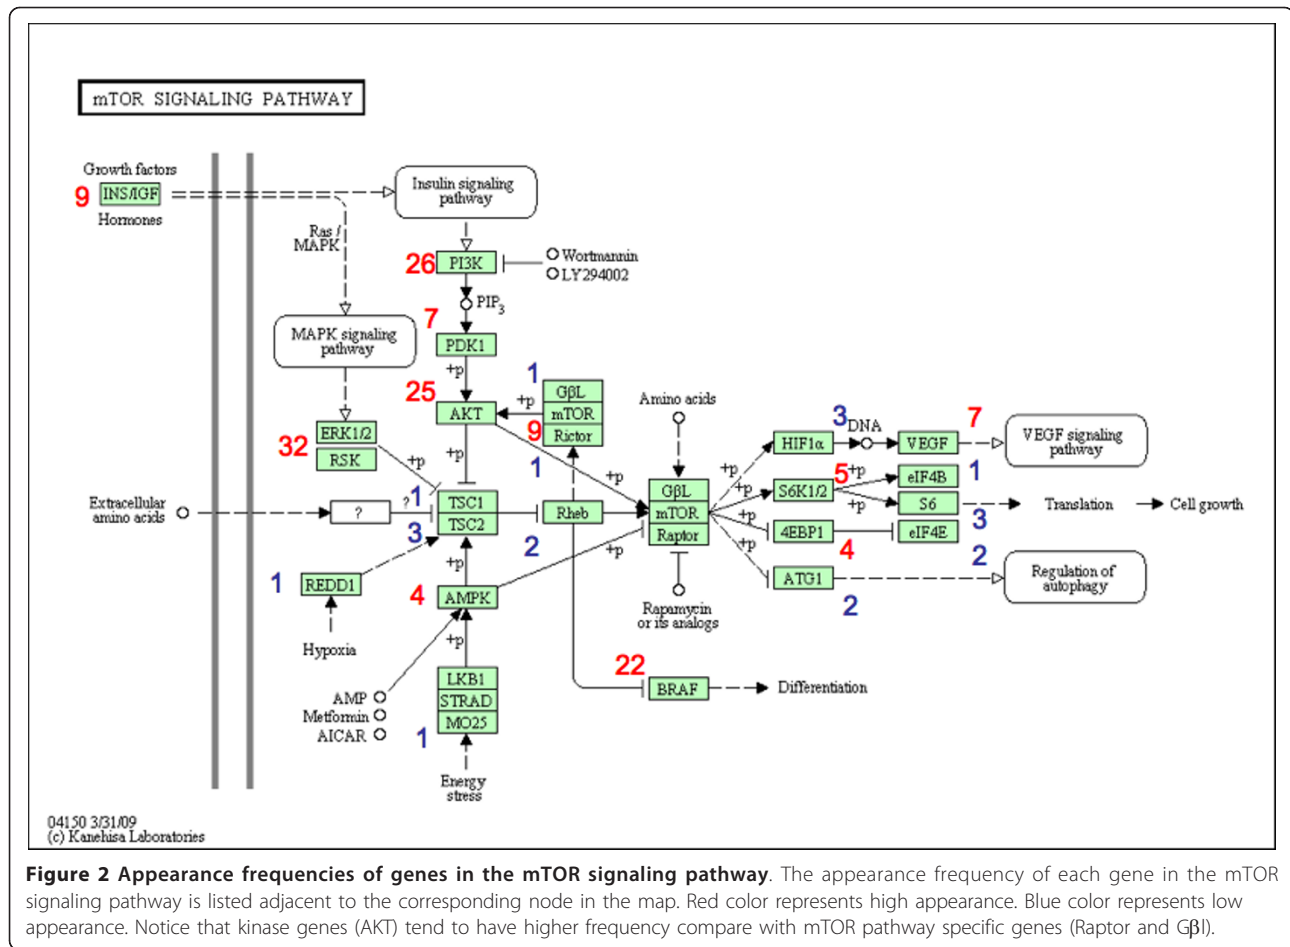 mTOR SIGNALING PATHWAY
Growth factors
9 INS/IGF
Hormones
Insulin signaling
pathway
Ras /
MAPK
26 PI3K
Wortmannin
LY294002
PIP3
7
PDK1
+p
MAPK signaling
pathway
25
AKT
+p
1
GβL
mTOR
9 Rictor
1
+p
ERK1/2
32
RSK
+p
+p
Amino acids
GβL
mTOR
Raptor
+p
Rapamycin
or its analogs
+p
+p
+p
+p
HIF1α
3
DNA
VEGF
7
VEGF signaling
pathway
S6K1/2
5
+p
+p
eIF4B
1
S6
3
Translation
Cell growth
4EBP1
4
eIF4E
2
ATG1
2
Regulation of
autophagy
Extracellular
amino acids
?
?
1
TSC1
TSC2
3
Rheb
2
1 REDD1
Hypoxia
+p
4 AMPK
+p
AMP
Metformin
AICAR
LKB1
STRAD
MO25
1
Energy
stress
22
BRAF
Differentiation
04150 3/31/09
(c) Kanehisa Laboratories
Figure 2 Appearance frequencies of genes in the mTOR signaling pathway. The appearance frequency of each gene in the mTOR
signaling pathway is listed adjacent to the corresponding node in the map. Red color represents high appearance. Blue color represents low
appearance. Notice that kinase genes (AKT) tend to have higher frequency compare with mTOR pathway specific genes (Raptor and Gβl).